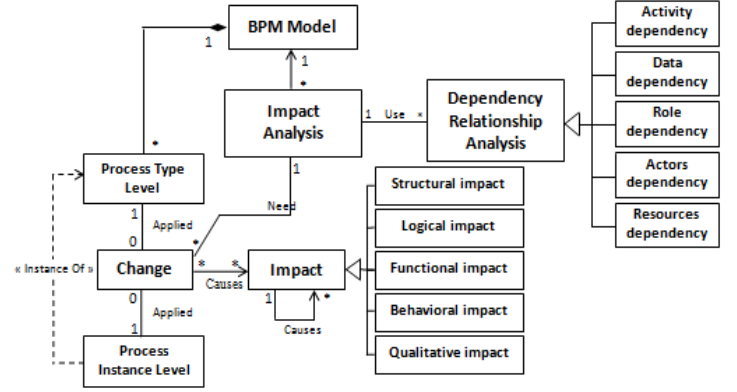 BPM Model
1
1
*
*
Impact
Analysis
1
Use
*
Dependency
Relationship
Analysis
Activity
dependency
Data
dependency
Role
dependency
Actors
dependency
Resources
dependency
Process Type
Level
1
1
Need
Applied
0
*
« Instance Of »
Change
*
*
Causes
Impact
1
*
Causes
Structural impact
Logical impact
Functional impact
Behavioral impact
Qualitative impact
0
Applied
1
Process
Instance Level